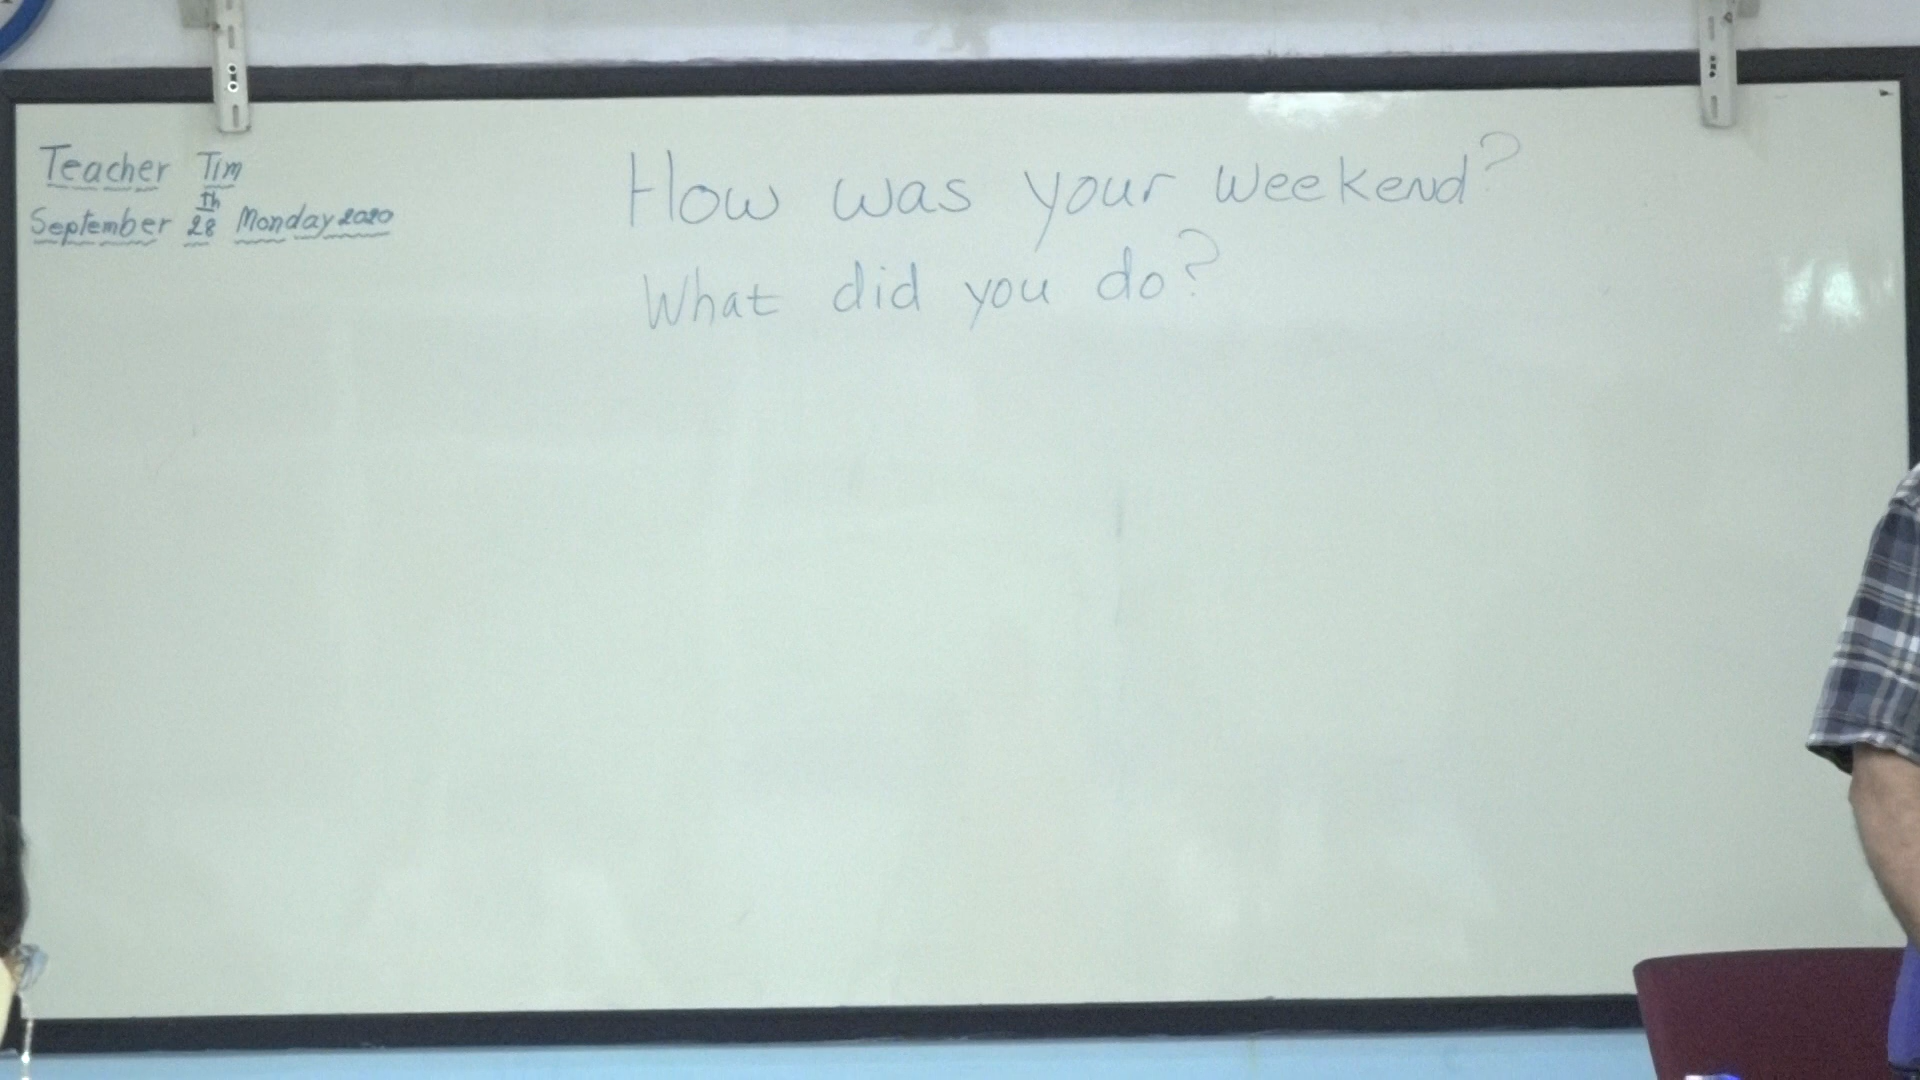 Teacher Tim
September 28th Monday 2020
How was your weekend?
What did you do?